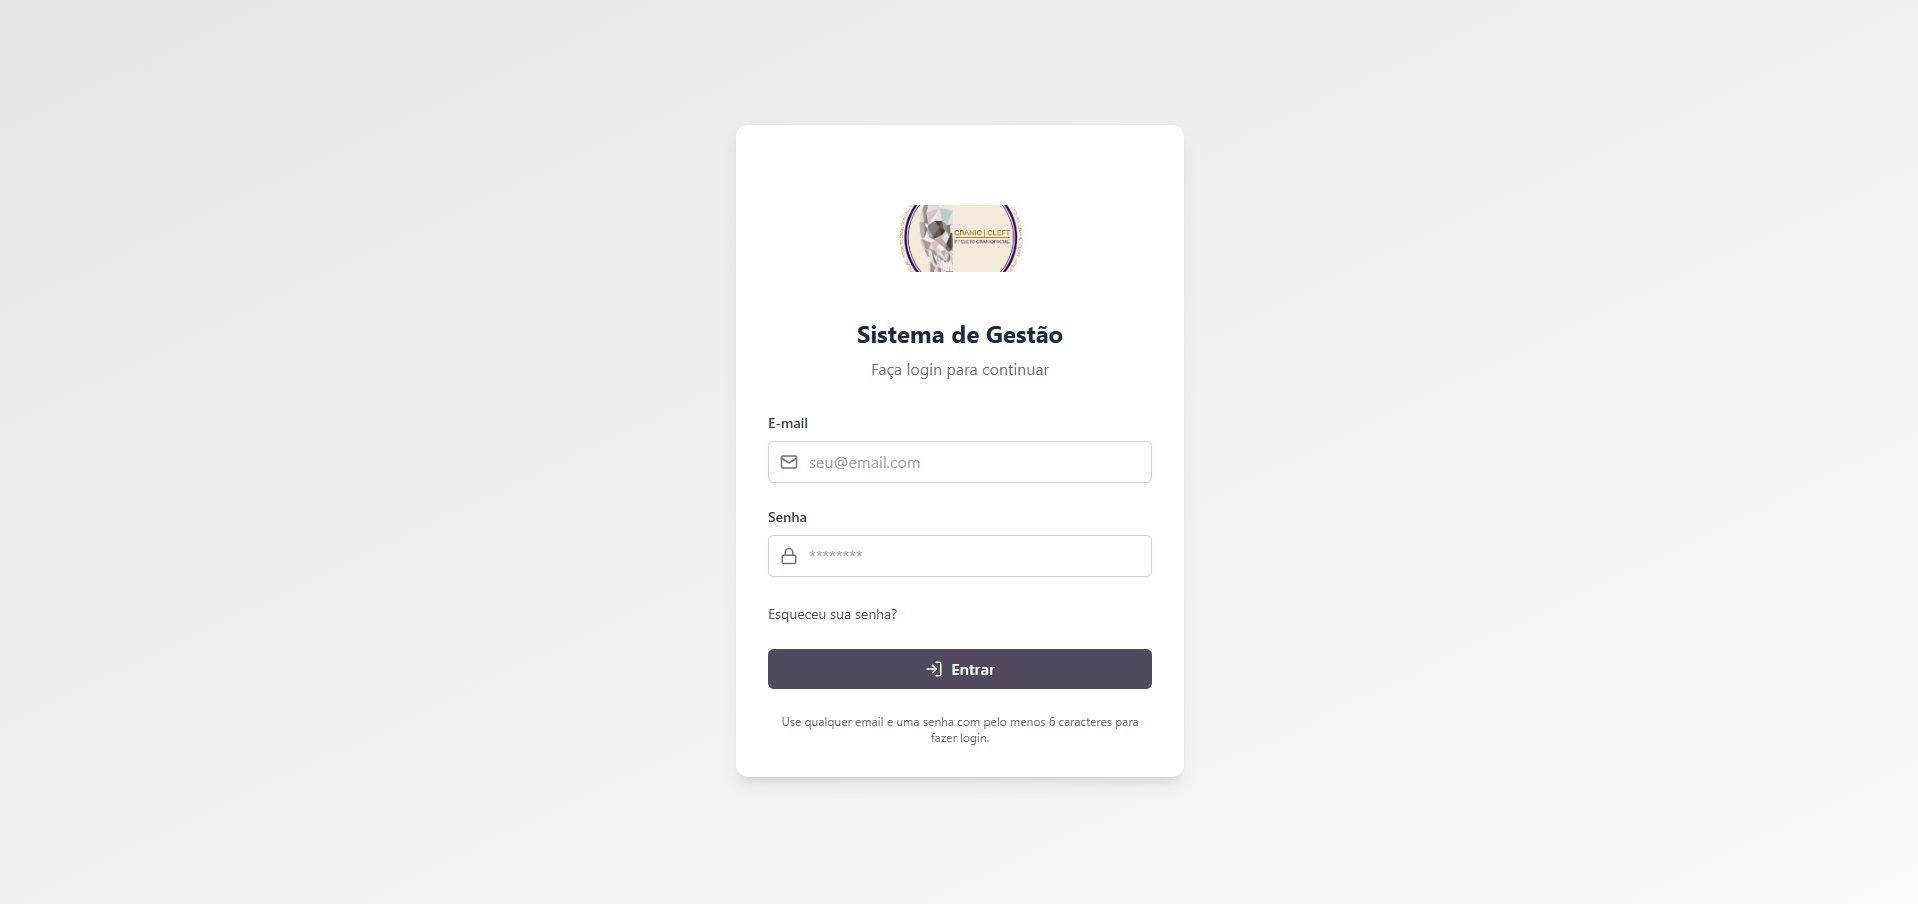 CRANIO | CLEFT
Sistema de Gestão
Faça login para continuar
E-mail
seu@email.com
Senha
********
Esqueceu sua senha?
Entrar
Use qualquer email e uma senha com pelo menos 6 caracteres para
fazer login.